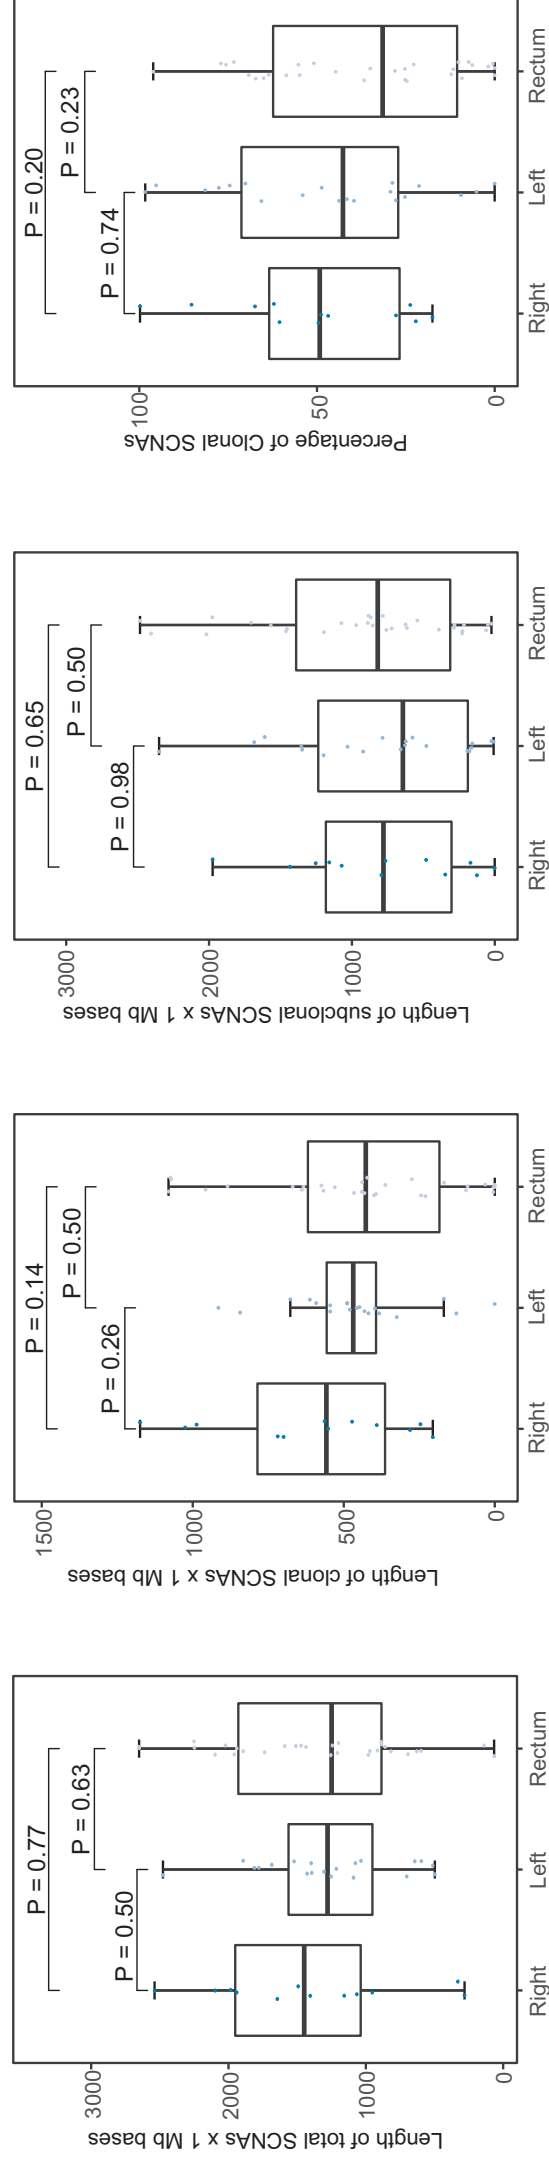 Length of total SCNAs x 1 Mb bases
3000
2000
1000
0
P = 0.77
P = 0.63
P = 0.50
Right
Left
Rectum
Length of clonal SCNAs x 1 Mb bases
1500
1000
500
0
P = 0.14
P = 0.50
P = 0.26
Right
Left
Rectum
Length of subclonal SCNAs x 1 Mb bases
3000
2000
1000
0
P = 0.65
P = 0.50
P = 0.98
Right
Left
Rectum
Percentage of Clonal SCNAs
100
50
0
P = 0.20
P = 0.23
P = 0.74
Right
Left
Rectum